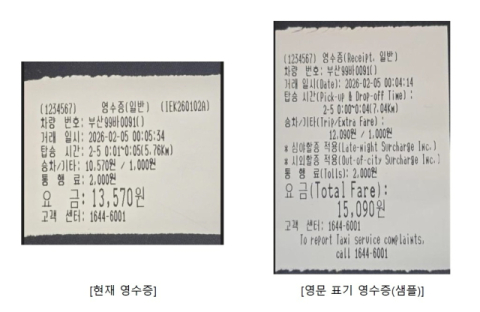 (1234567) 영수증(일반) (IEK260102A)
차량 번호: 부산99바0091()
거래 일시: 2026-02-05 00:05:34
탑승 시간: 2-5 0:01~0:05(5.76Km)
승차/기타: 10,570원 / 1,000원
통 행 료: 2,000원
요 금: 13,570원
고객 센터: 1644-6001
[현재 영수증]
(1234567) 영수증(Receipt, 일반)
차량 번호: 부산99바0091()
거래 일시(Date): 2026-02-05 00:04:14
탑승 시간(Pick-up & Drop-off Time) :
2-5 0:00~0:04(7.04Km)
승차/기타(Trip/Extra Fare) :
12,090원 / 1,000원
* 심야할증 적용(Late-Night Surcharge Inc.)
* 시외할증 적용(Out-of-city Surcharge Inc.)
통 행 료(Tolls): 2,000원
요 금(Total Fare):
15,090원
고객 센터: 1644-6001
To report Taxi service complaints,
call 1644-6001
[영문 표기 영수증(샘플)]